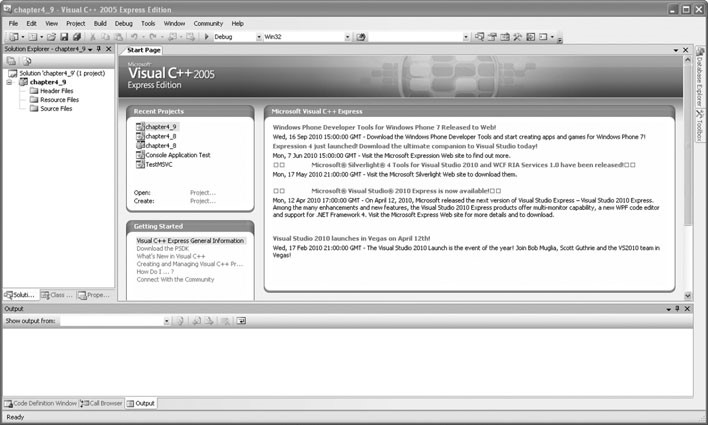 chapter4_9 - Visual C++ 2005 Express Edition
File Edit View Project Build Debug Tools Window Community Help
Debug Win32
Solution Explorer - chapter4_9
Solution 'chapter4_9' (1 project)
chapter4_9
Header Files
Resource Files
Source Files
Soluti... Class ... Prope...
Start Page
Microsoft
Visual C++ 2005
Express Edition
Recent Projects
chapter4_9
chapter4_8
chapter4_8
Console Application Test
TestMSVC
Open: Project...
Create: Project...
Getting Started
Visual C++ Express General Information
Download the PSDK
What's New in Visual C++
Creating and Managing Visual C++ Pr...
How Do I ... ?
Connect With the Community
Microsoft Visual C++ Express
Windows Phone Developer Tools for Windows Phone 7 Released to Web!
Wed, 16 Sep 2010 15:00:00 GMT - Download the Windows Phone Developer Tools and start creating apps and games for Windows Phone 7!
Expression 4 just launched! Download the ultimate companion to Visual Studio today!
Mon, 7 Jun 2010 15:00:00 GMT - Visit the Microsoft Expression Web site to find out more.
□□ Microsoft® Silverlight® 4 Tools for Visual Studio 2010 and WCF RIA Services 1.0 have been released!□□
Mon, 17 May 2010 21:00:00 GMT - Visit the Microsoft Silverlight Web site to download them.
□□ Microsoft® Visual Studio® 2010 Express is now available!□□
Mon, 12 Apr 2010 17:00:00 GMT - On April 12, 2010, Microsoft released the next version of Visual Studio Express – Visual Studio 2010 Express.
Among the many enhancements and new features, the Visual Studio 2010 Express products offer multi-monitor capability, a new WPF code editor
and support for .NET Framework 4. Visit the Microsoft Express Web site for more details and to download.
Visual Studio 2010 launches in Vegas on April 12th!
Wed, 17 Feb 2010 21:00:00 GMT - The Visual Studio 2010 Launch is the event of the year! Join Bob Muglia, Scott Guthrie and the VS2010 team in
Vegas!
Database Explorer
Toolbox
Output
Show output from:
Code Definition Window Call Browser Output
Ready